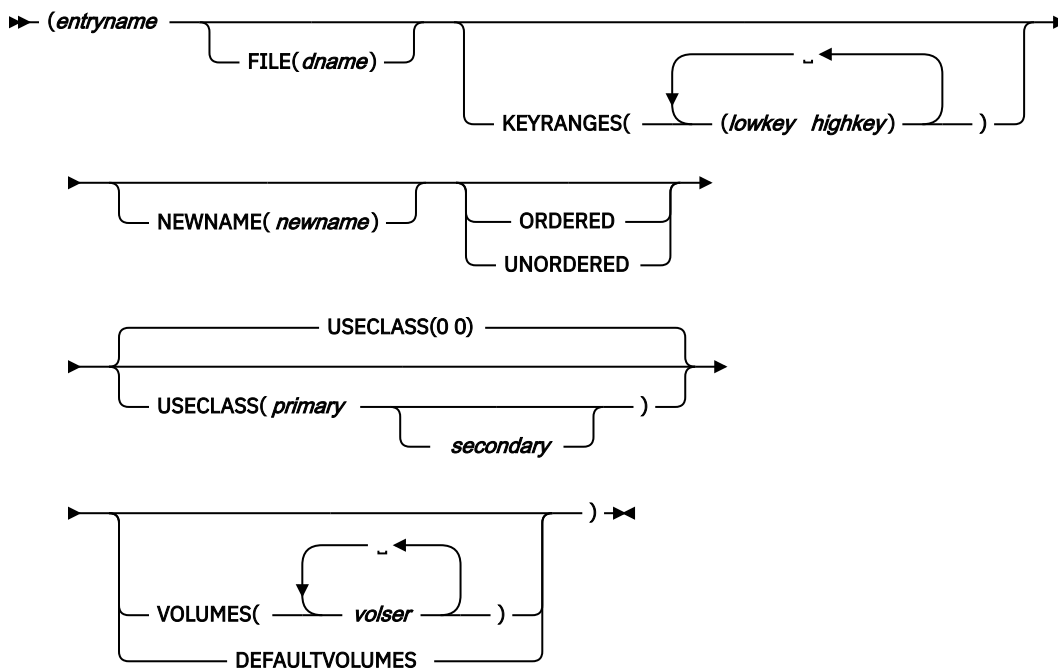 (entryname
FILE(dname)
KEYRANGES( (lowkey highkey) )
NEWNAME( newname)
ORDERED
UNORDERED
USECLASS(0 0)
USECLASS( primary )
secondary
)
VOLUMES( volser )
DEFAULTVOLUMES